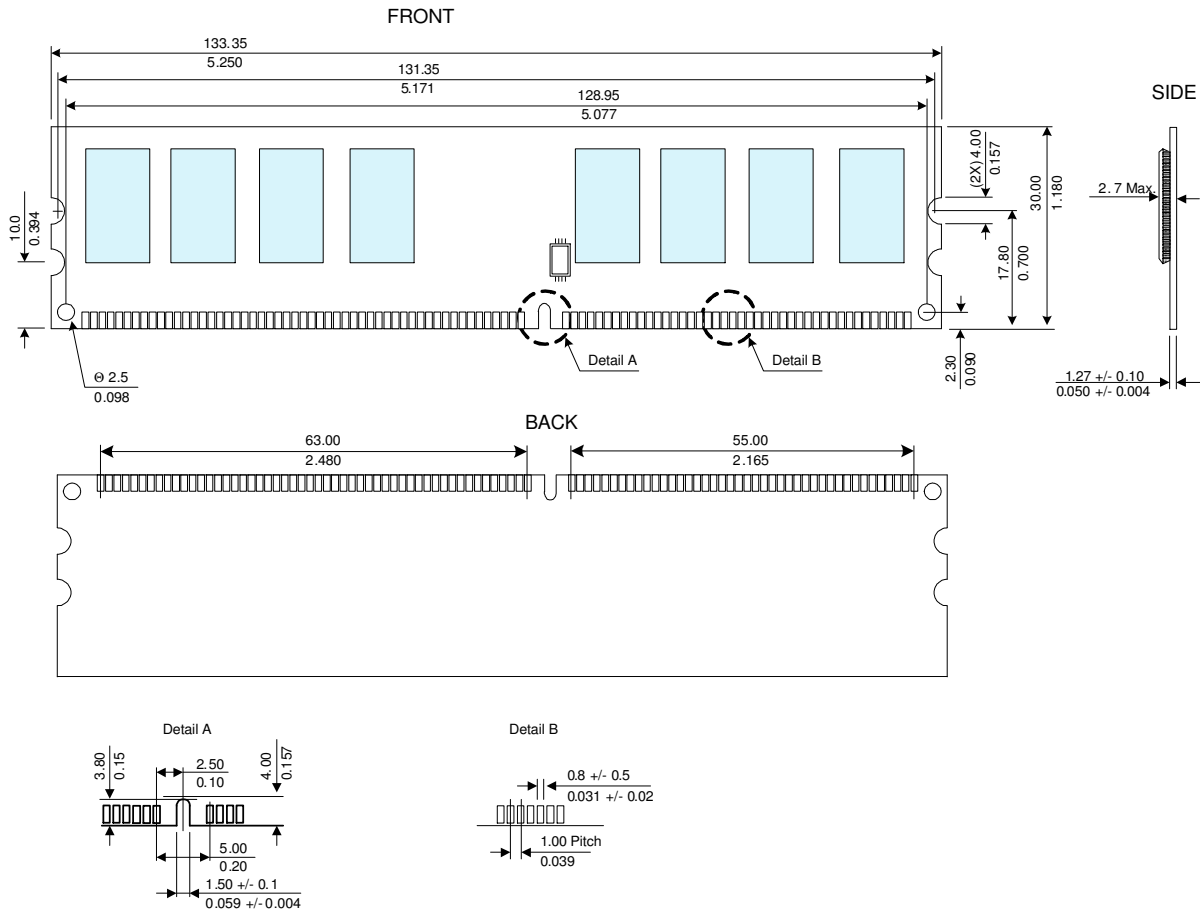 FRONT
133.35
5.250
131.35
5.171
128.95
5.077
SIDE
(2X) 4.00
0.157
30.00
1.180
2.7 Max.
10.0
0.394
17.80
0.700
Detail A
Detail B
2.30
0.090
Θ 2.5
0.098
1.27 +/- 0.10
0.050 +/- 0.004
BACK
63.00
2.480
55.00
2.165
Detail A
Detail B
3.80
0.15
2.50
0.10
4.00
0.157
0.8 +/- 0.5
0.031 +/- 0.02
5.00
0.20
1.00 Pitch
0.039
1.50 +/- 0.1
0.059 +/- 0.004